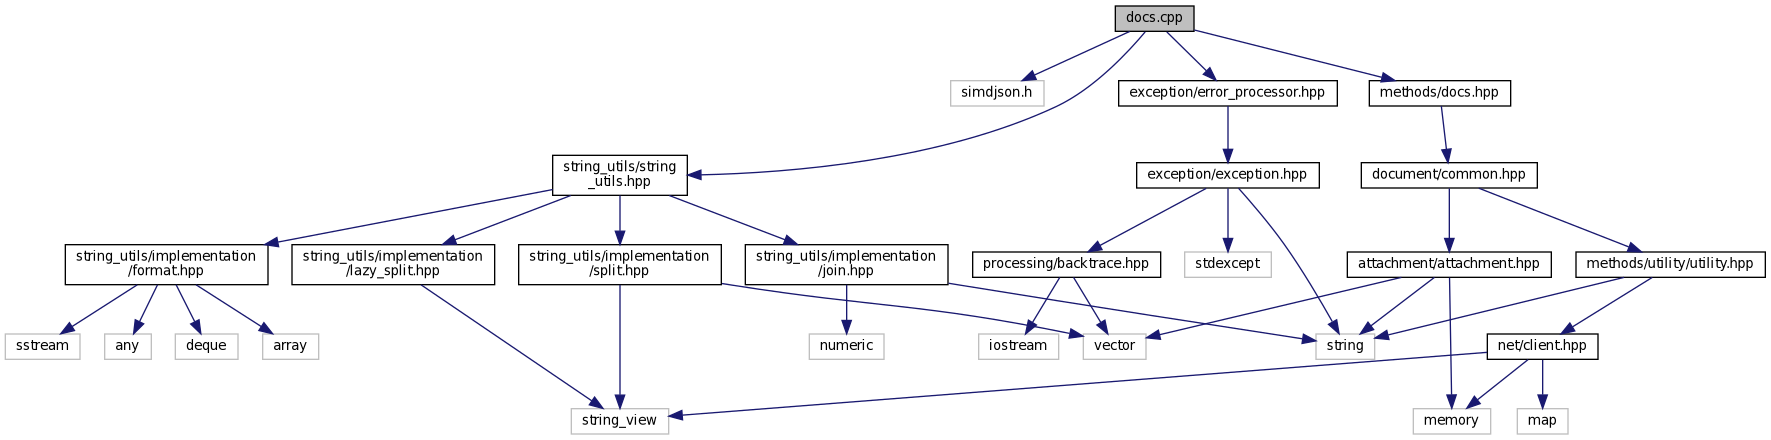 docs.cpp
simdjson.h
exception/error_processor.hpp
methods/docs.hpp
string_utils/string
_utils.hpp
exception/exception.hpp
document/common.hpp
string_utils/implementation
/format.hpp
string_utils/implementation
/lazy_split.hpp
string_utils/implementation
/split.hpp
string_utils/implementation
/join.hpp
processing/backtrace.hpp
stdexcept
attachment/attachment.hpp
methods/utility/utility.hpp
sstream
any
deque
array
numeric
iostream
vector
string
net/client.hpp
string_view
memory
map